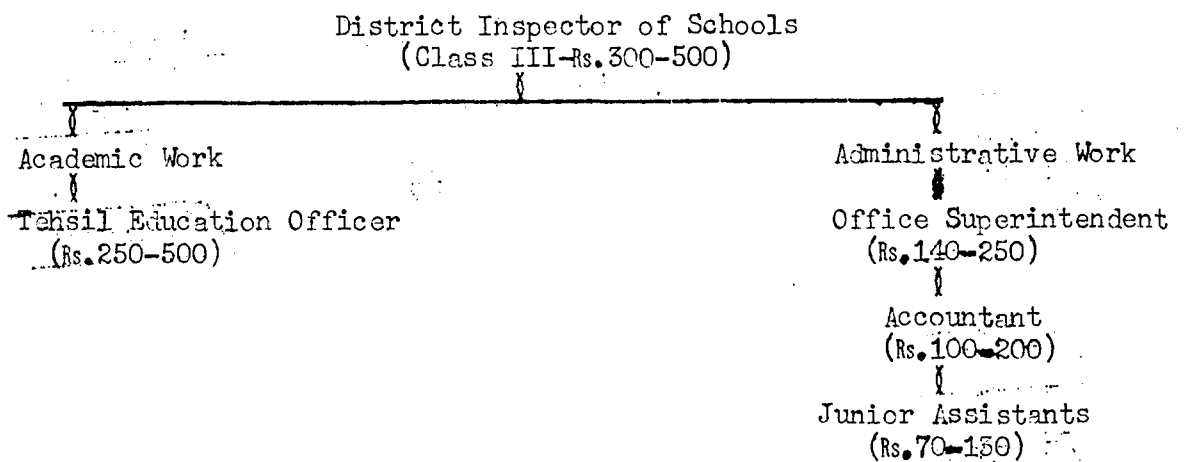 District Inspector of Schools
(Class III-Rs.300-500)
Academic Work
Administrative Work
Tehsil Education Officer
(Rs.250-500)
Office Superintendent
(Rs.140-250)
Accountant
(Rs.100-200)
Junior Assistants
(Rs.70-130)